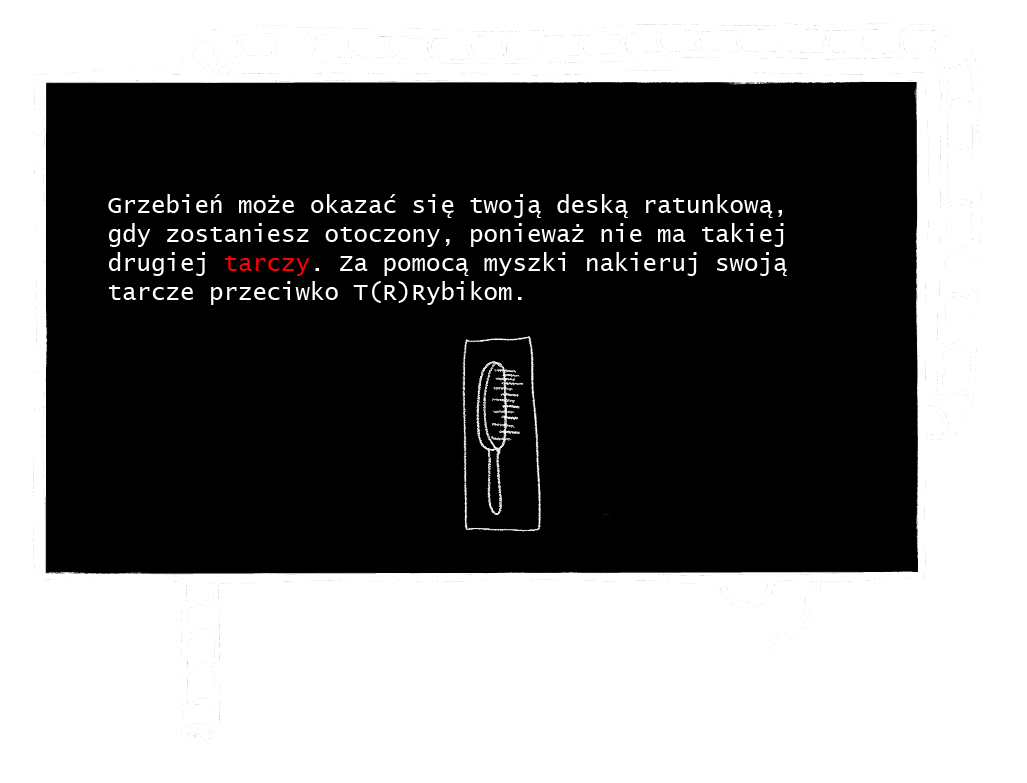 Grzebień może okazać się twoją deską ratunkową,
gdy zostaniesz otoczony, ponieważ nie ma takiej
drugiej tarczy. Za pomocą myszki nakieruj swoją
tarcze przeciwko T(R)Rybikom.